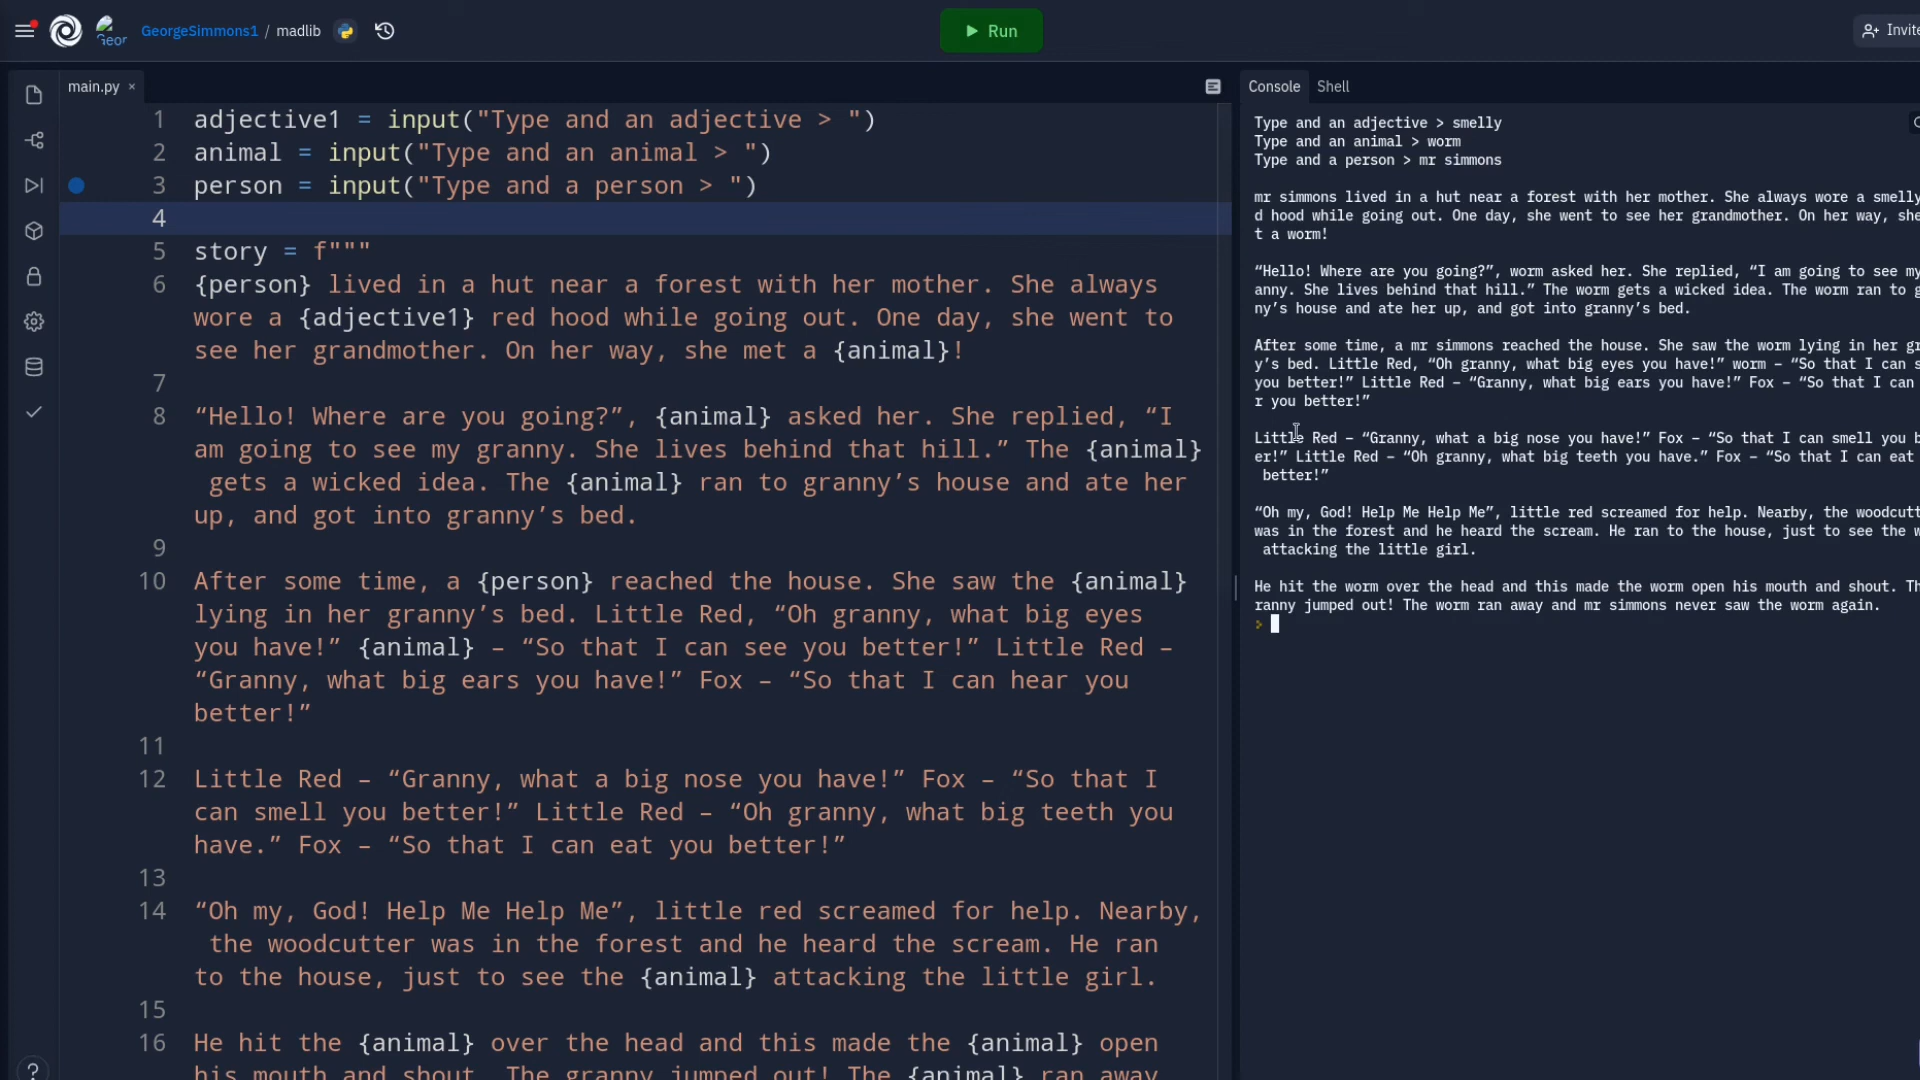 GeorgeSimmons1 / madlib
Run
Invite
main.py ×
Console Shell
1 adjective1 = input("Type and an adjective > ")
2 animal = input("Type and an animal > ")
3 person = input("Type and a person > ")
4
5 story = f"""
6 {person} lived in a hut near a forest with her mother. She always
wore a {adjective1} red hood while going out. One day, she went to
see her grandmother. On her way, she met a {animal}!
7
8 “Hello! Where are you going?”, {animal} asked her. She replied, “I
am going to see my granny. She lives behind that hill.” The {animal}
gets a wicked idea. The {animal} ran to granny’s house and ate her
up, and got into granny’s bed.
9
10 After some time, a {person} reached the house. She saw the {animal}
lying in her granny’s bed. Little Red, “Oh granny, what big eyes
you have!” {animal} – “So that I can see you better!” Little Red –
“Granny, what big ears you have!” Fox – “So that I can hear you
better!”
11
12 Little Red – “Granny, what a big nose you have!” Fox – “So that I
can smell you better!” Little Red – “Oh granny, what big teeth you
have.” Fox – “So that I can eat you better!”
13
14 “Oh my, God! Help Me Help Me”, little red screamed for help. Nearby,
the woodcutter was in the forest and he heard the scream. He ran
to the house, just to see the {animal} attacking the little girl.
15
16 He hit the {animal} over the head and this made the {animal} open
his mouth and shout. The granny jumped out! The {animal} ran away
Type and an adjective > smelly
Type and an animal > worm
Type and a person > mr simmons
mr simmons lived in a hut near a forest with her mother. She always wore a smelly
d hood while going out. One day, she went to see her grandmother. On her way, she
t a worm!
“Hello! Where are you going?”, worm asked her. She replied, “I am going to see my
anny. She lives behind that hill.” The worm gets a wicked idea. The worm ran to g
ny’s house and ate her up, and got into granny’s bed.
After some time, a mr simmons reached the house. She saw the worm lying in her gr
y’s bed. Little Red, “Oh granny, what big eyes you have!” worm – “So that I can s
you better!” Little Red – “Granny, what big ears you have!” Fox – “So that I can
r you better!”
Little Red – “Granny, what a big nose you have!” Fox – “So that I can smell you b
er!” Little Red – “Oh granny, what big teeth you have.” Fox – “So that I can eat
better!”
“Oh my, God! Help Me Help Me”, little red screamed for help. Nearby, the woodcutt
was in the forest and he heard the scream. He ran to the house, just to see the w
attacking the little girl.
He hit the worm over the head and this made the worm open his mouth and shout. Th
ranny jumped out! The worm ran away and mr simmons never saw the worm again.